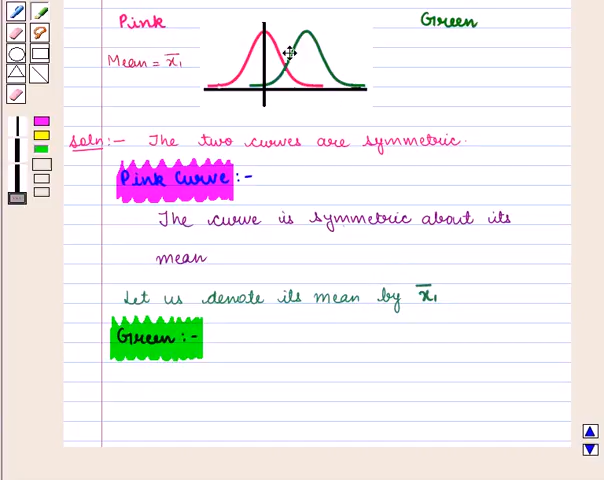 Pink
Green
Mean = x̅₁
Soln:- The two curves are symmetric.
Pink Curve:-
The curve is symmetric about its
mean
Let us denote its mean by x̅₁
Green:-